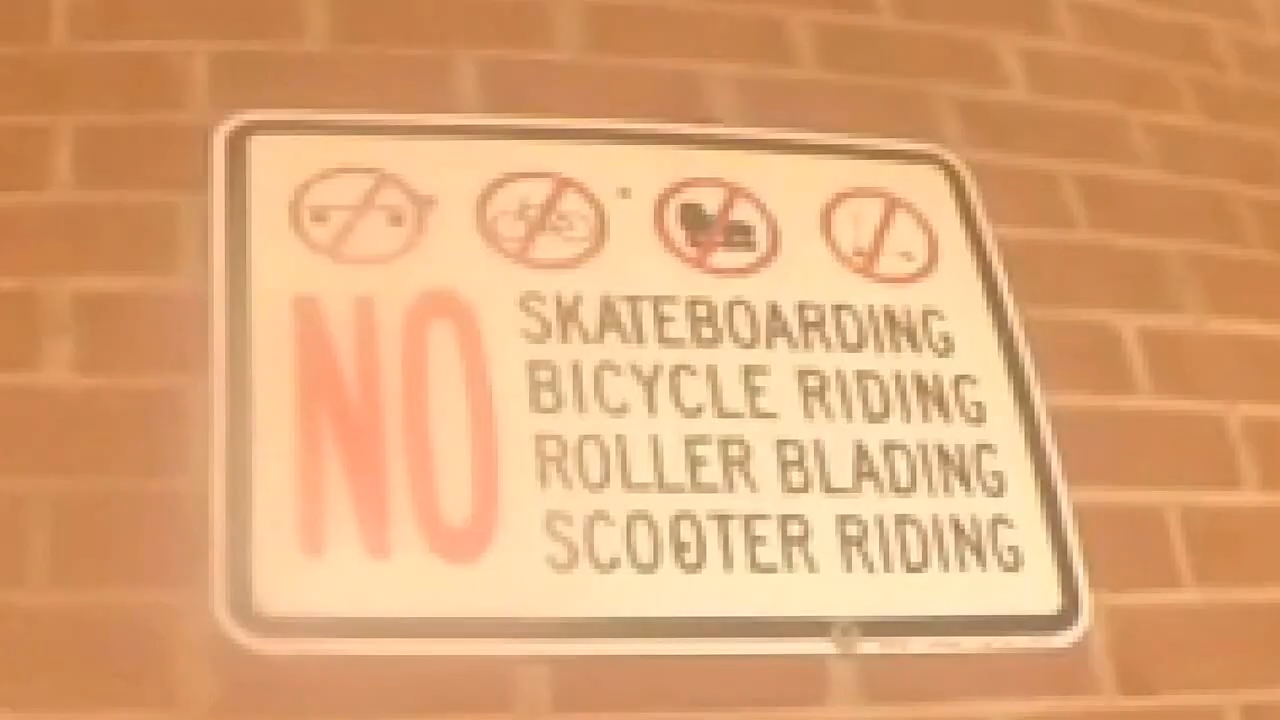 NO
SKATEBOARDING
BICYCLE RIDING
ROLLER BLADING
SCOOTER RIDING